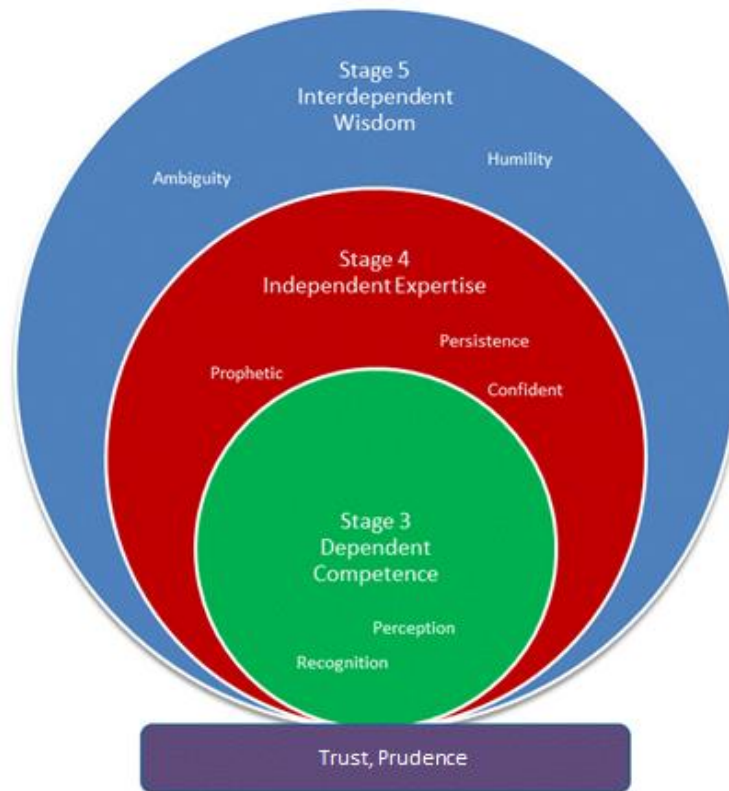 Stage 5
Interdependent
Wisdom
Humility
Ambiguity
Stage 4
Independent Expertise
Persistence
Prophetic
Confident
Stage 3
Dependent
Competence
Perception
Recognition
Trust, Prudence